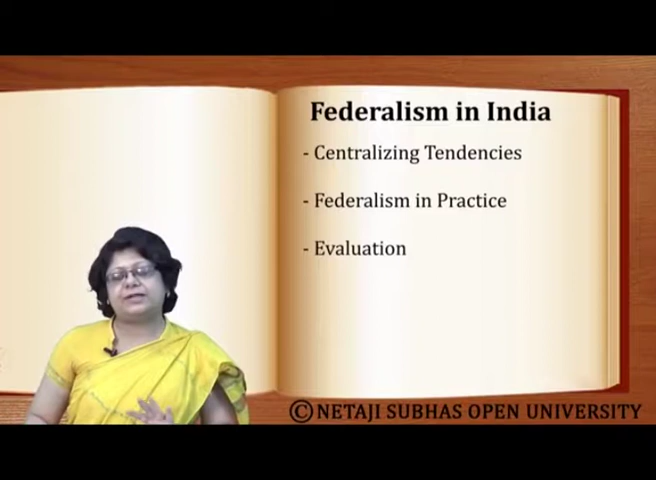 Federalism in India
- Centralizing Tendencies
- Federalism in Practice
- Evaluation
© NETAJI SUBHAS OPEN UNIVERSITY